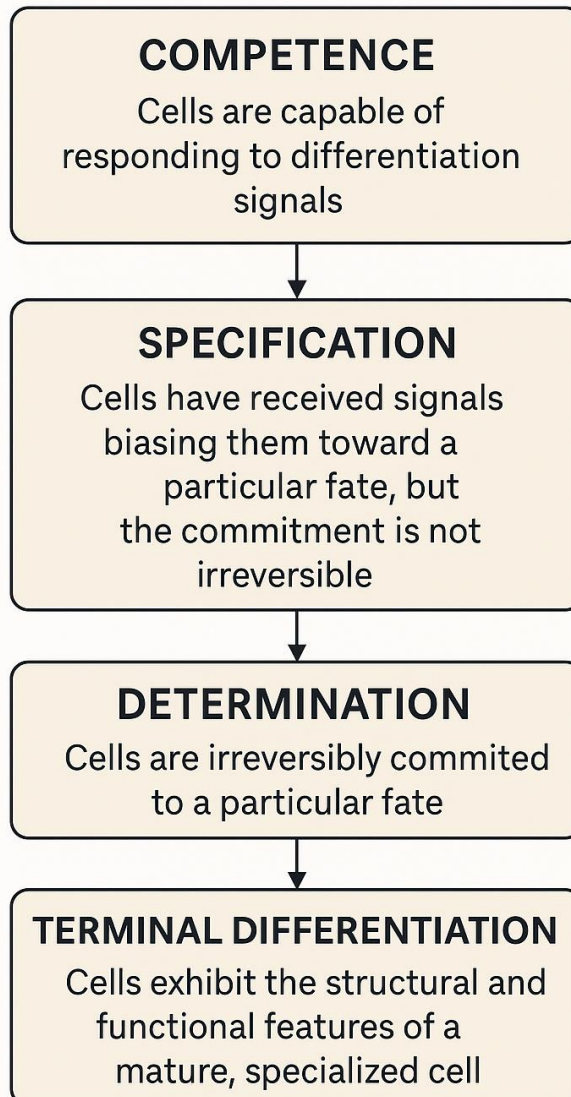 COMPETENCE
Cells are capable of
responding to differentiation
signals
SPECIFICATION
Cells have received signals
biasing them toward a
particular fate, but
the commitment is not
irreversible
DETERMINATION
Cells are irreversibly commited
to a particular fate
TERMINAL DIFFERENTIATION
Cells exhibit the structural and
functional features of a
mature, specialized cell